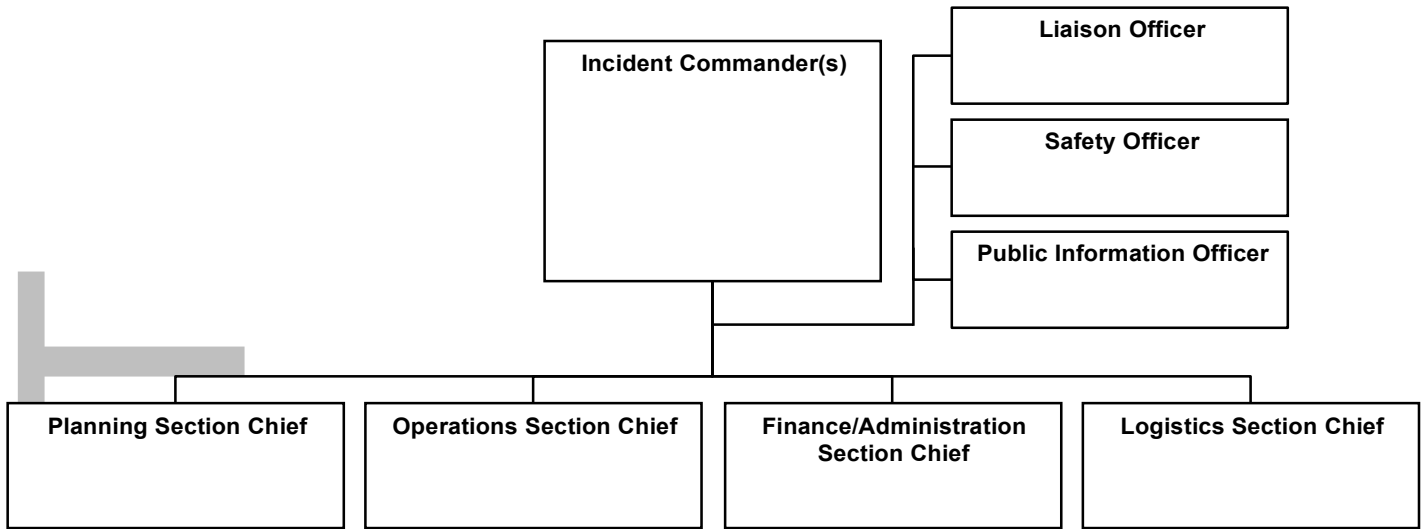 Liaison Officer
Incident Commander(s)
Safety Officer
Public Information Officer
Planning Section Chief
Operations Section Chief
Finance/Administration
Section Chief
Logistics Section Chief